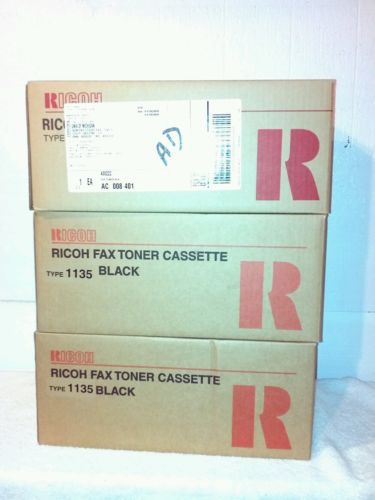 RICOH
RICOH
TYPE
AD
1 EA
AC 008 401
R
RICOH
RICOH FAX TONER CASSETTE
TYPE 1135 BLACK
R
RICOH
RICOH FAX TONER CASSETTE
TYPE 1135 BLACK
R